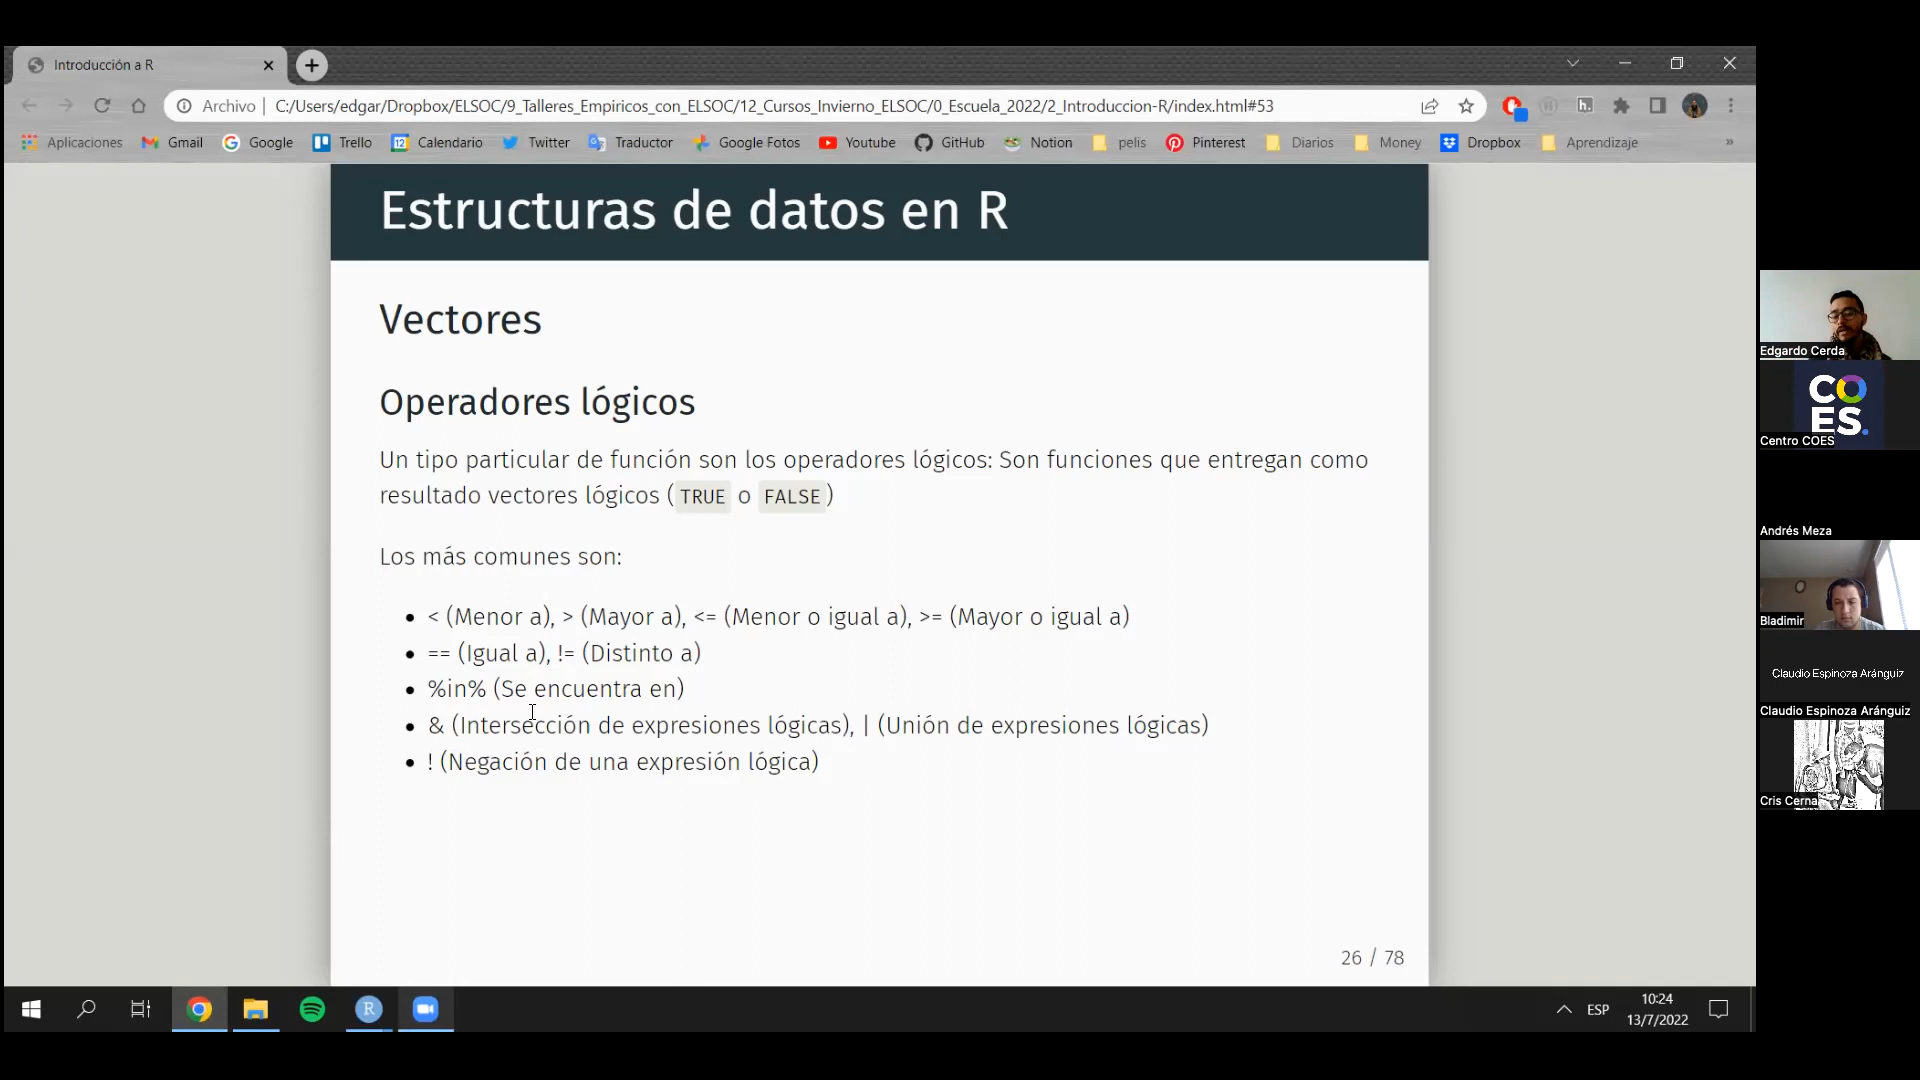 Introducción a R
Archivo | C:/Users/edgar/Dropbox/ELSOC/9_Talleres_Empiricos_con_ELSOC/12_Cursos_Invierno_ELSOC/0_Escuela_2022/2_Introduccion-R/index.html#53
Aplicaciones Gmail Google Trello 12 Calendario Twitter Traductor Google Fotos Youtube GitHub Notion pelis Pinterest Diarios Money Dropbox Aprendizaje »
Estructuras de datos en R
Vectores
Operadores lógicos
Un tipo particular de función son los operadores lógicos: Son funciones que entregan como
resultado vectores lógicos ( TRUE o FALSE )
Los más comunes son:
• < (Menor a), > (Mayor a), <= (Menor o igual a), >= (Mayor o igual a)
• == (Igual a), != (Distinto a)
• %in% (Se encuentra en)
• & (Intersección de expresiones lógicas), | (Unión de expresiones lógicas)
• ! (Negación de una expresión lógica)
26 / 78
Edgardo Cerda
CO
ES.
Centro COES
Andrés Meza
Bladimir
Claudio Espinoza Aránguiz
Claudio Espinoza Aránguiz
Cris Cerna
R
ESP
10:24
13/7/2022